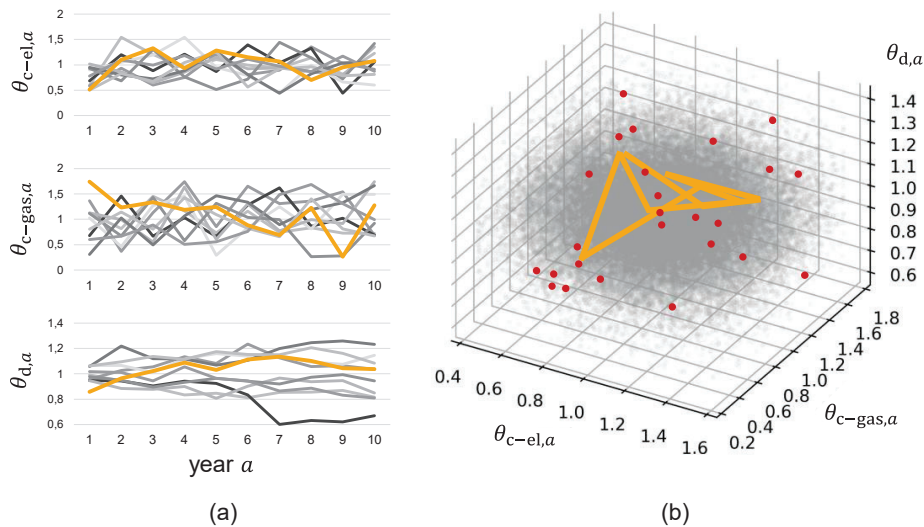 2
1,5
1
0,5
0
θc−el,a
1 2 3 4 5 6 7 8 9 10
2
1,5
1
0,5
0
θc−gas,a
1 2 3 4 5 6 7 8 9 10
1,4
1,2
1
0,8
0,6
θd,a
1 2 3 4 5 6 7 8 9 10
year a
(a)
θd,a
1.4
1.3
1.2
1.1
1.0
0.9
0.8
0.7
0.6
0.4 0.6 0.8 1.0 1.2 1.4 1.6
θc−el,a
0.2 0.4 0.6 0.8 1.0 1.2 1.4 1.6 1.8
θc−gas,a
(b)